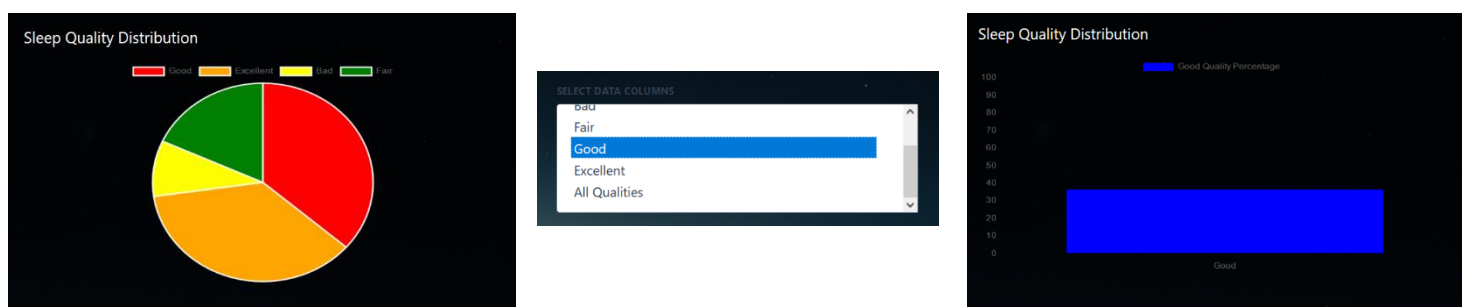 Sleep Quality Distribution
Good Excellent Bad Fair
SELECT DATA COLUMNS
Bad
Fair
Good
Excellent
All Qualities
Sleep Quality Distribution
Good Quality Percentage
100
90
80
70
60
50
40
30
20
10
0
Good